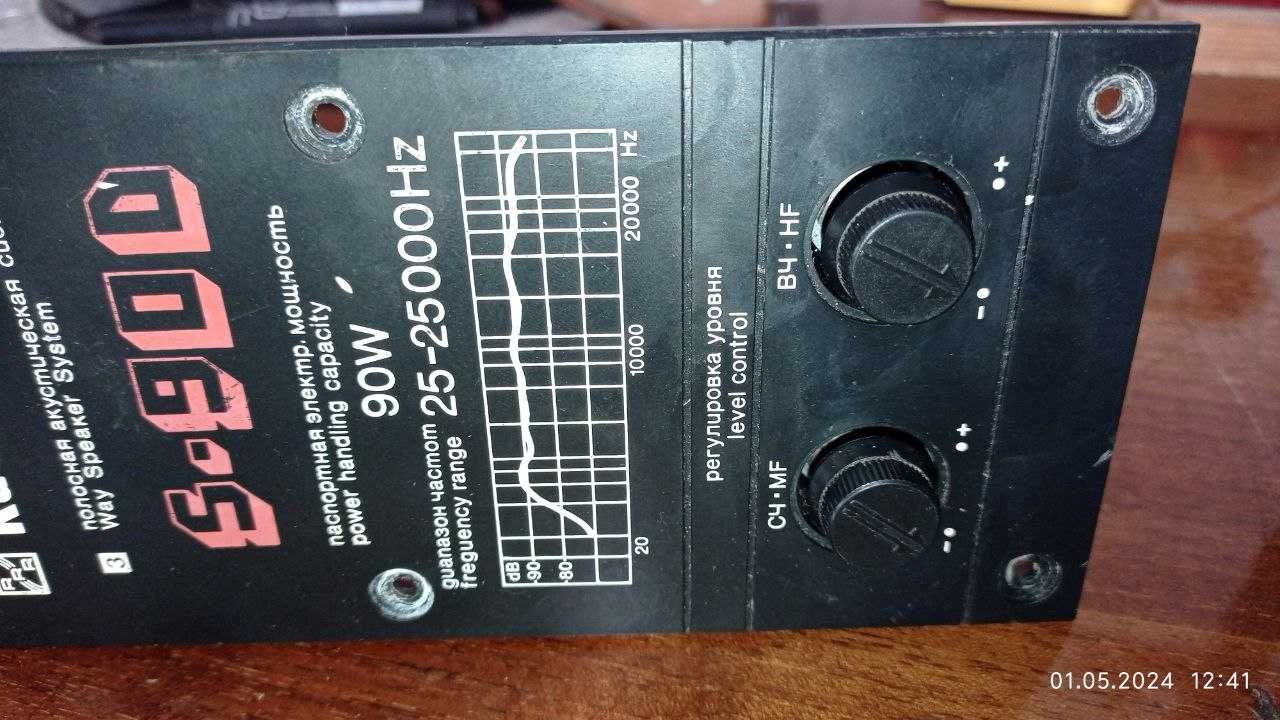 полосная акустическая
3 Way Speaker System
S-90D
паспортная электр. мощность
power handling capacity
90W
диапазон частот 25-25000Hz
freguency range
dB
90
80
20 10000 20000 Hz
регулировка уровня
level control
СЧ·MF ВЧ·HF
- + - +
01.05.2024 12:41